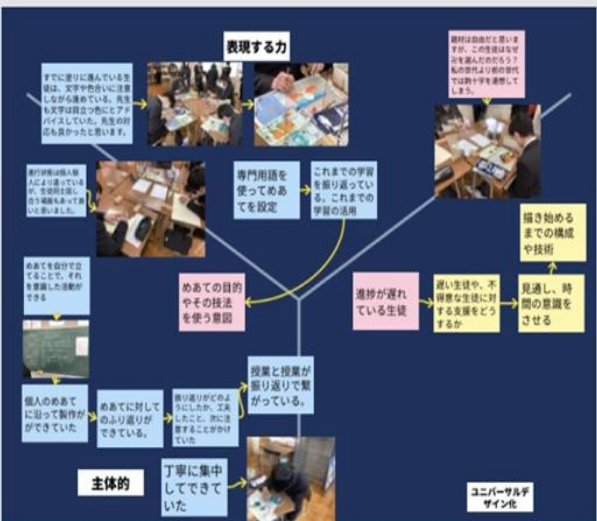 表現する力
すでに塗りに進んでいる生
徒は、文字や色合いに注意
しながら進めている。先生
も文字は目立つ色にとアド
バイスしていた。先生の対
応も良かったと思います。
題材は自由だと思いま
すが、この生徒はなぜ
卍を選んだのだろう?
私の世代より前の世代
では鉤十字を連想して
しまう。
進行状態は個人個
人により違っている
が、生徒同士話し
合う場面もあって良
いと思いました。
専門用語を
使ってめあ
てを設定
これまでの学習
を振り返ってい
る。これまでの
学習の活用
描き始める
までの構成
や技術
めあてを自分で立
てることで、それ
を意識した活動が
できる
めあての目的
やその技法
を使う意図
進捗が遅れ
ている生徒
遅い生徒や、不
得意な生徒に対
する支援をどう
するか
見通し、時
間の意識を
させる
個人のめあて
に沿って製作が
ができていた
めあてに対して
のふり返りが
できている。
振り返りがどのよ
うにしたか、工夫
したこと、次に注
意することがかけ
ていた
授業と授業が
振り返りで繋
がっている。
主体的
丁寧に集中
してできて
いた
ユニバーサルデ
ザイン化